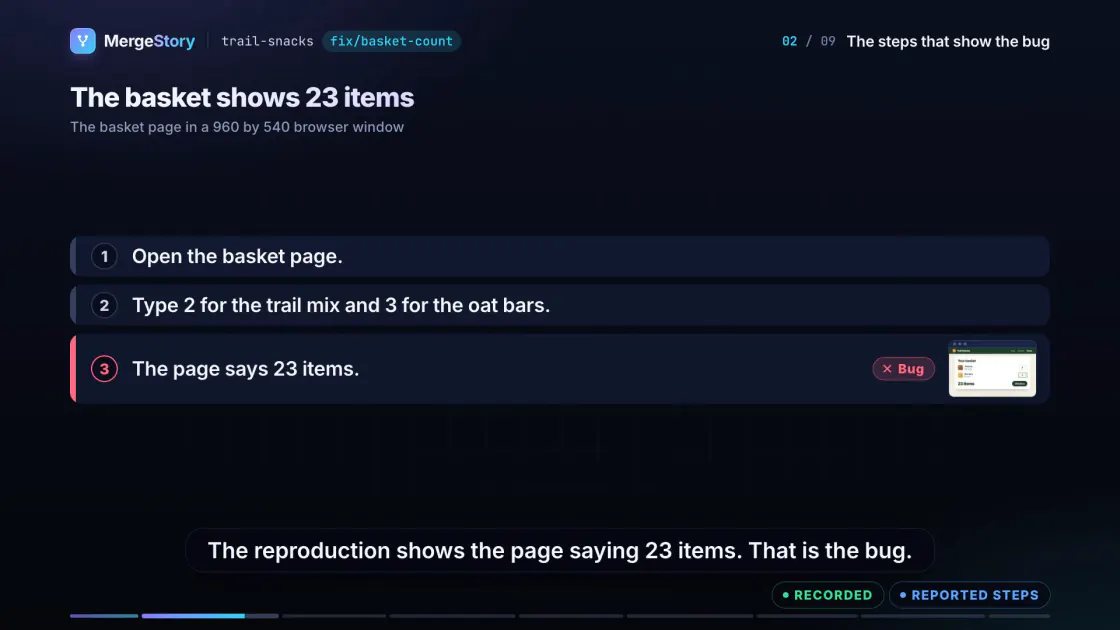 MergeStory trail-snacks fix/basket-count
02 / 09 The steps that show the bug
The basket shows 23 items
The basket page in a 960 by 540 browser window
1 Open the basket page.
2 Type 2 for the trail mix and 3 for the oat bars.
3 The page says 23 items.
✕ Bug
23 items
The reproduction shows the page saying 23 items. That is the bug.
RECORDED
REPORTED STEPS